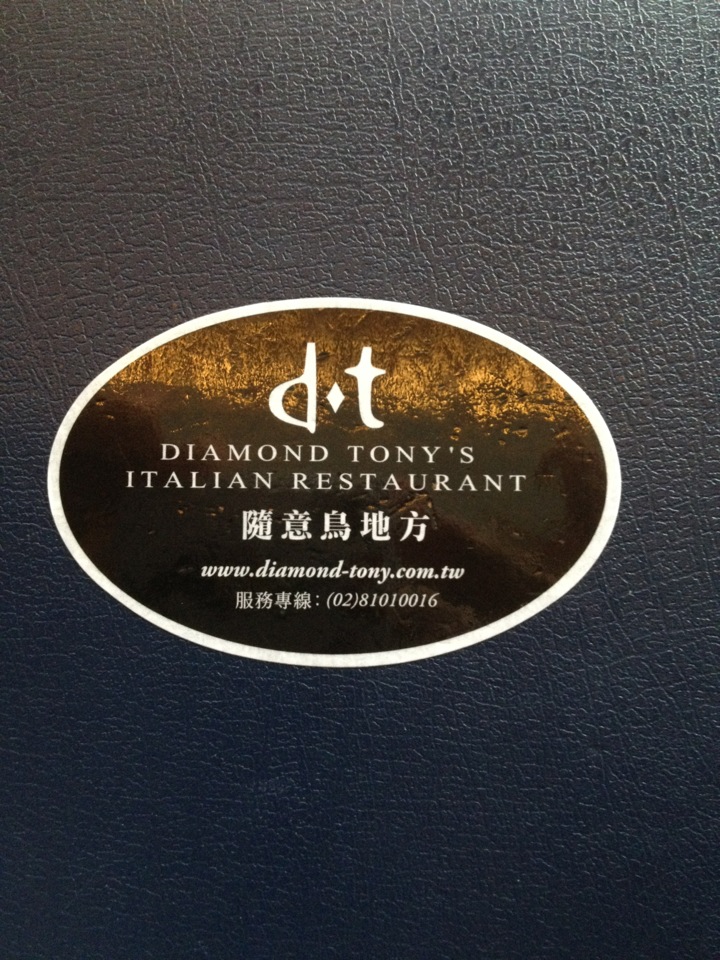 d♦t
DIAMOND TONY'S
ITALIAN RESTAURANT
隨意鳥地方
www.diamond-tony.com.tw
服務專線：(02)81010016